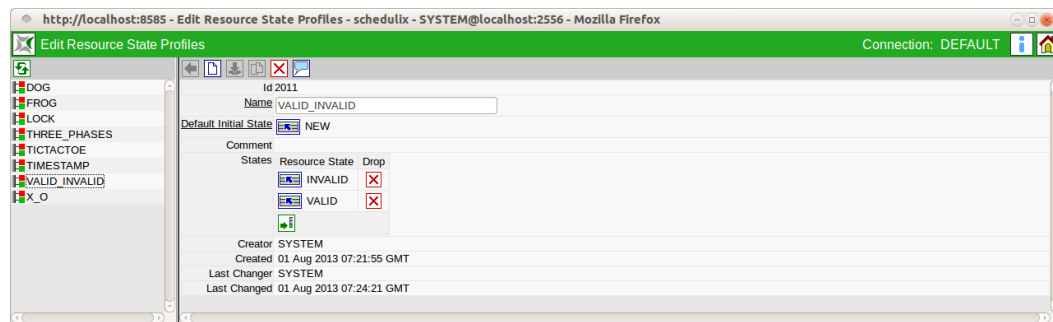 http://localhost:8585 - Edit Resource State Profiles - schedulix - SYSTEM@localhost:2556 - Mozilla Firefox
Edit Resource State Profiles
Connection: DEFAULT
DOG
FROG
LOCK
THREE_PHASES
TICTACTOE
TIMESTAMP
VALID_INVALID
X_O
Id 2011
Name VALID_INVALID
Default Initial State NEW
Comment
States Resource State Drop
INVALID
VALID
Creator SYSTEM
Created 01 Aug 2013 07:21:55 GMT
Last Changer SYSTEM
Last Changed 01 Aug 2013 07:24:21 GMT